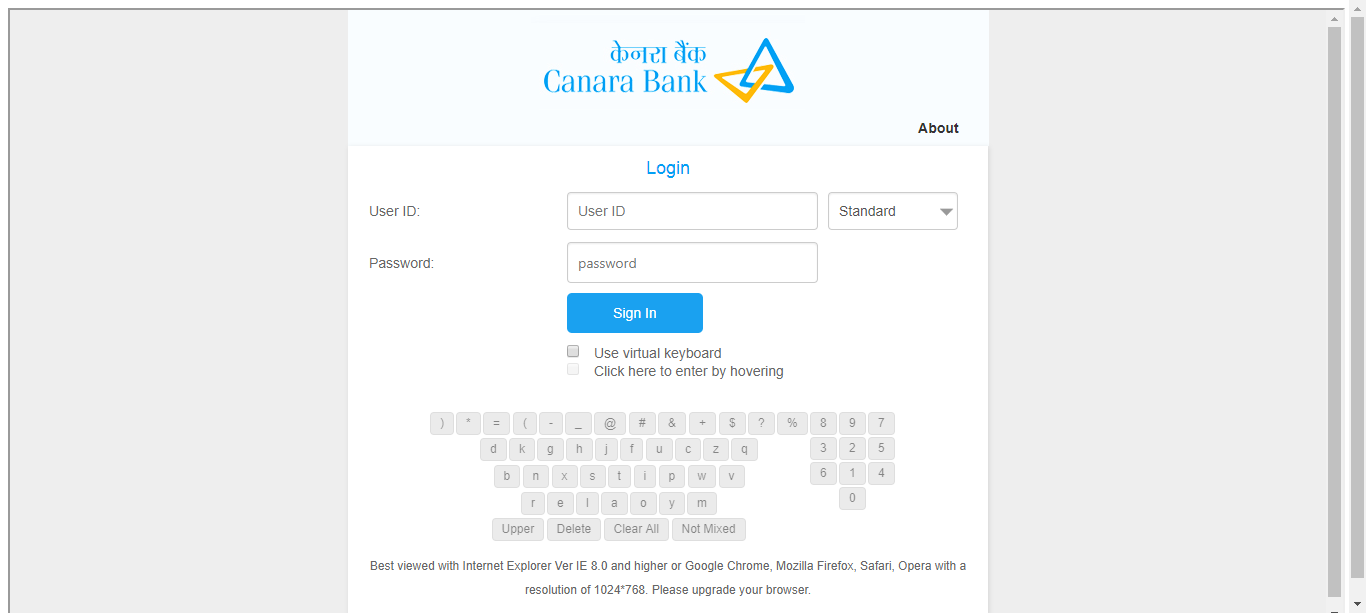 केनरा बैंक
Canara Bank
About
Login
User ID: User ID Standard
Password: password
Sign In
Use virtual keyboard
Click here to enter by hovering
) * = ( - _ @ # & + $ ? % 8 9 7
d k g h j f u c z q 3 2 5
b n x s t i p w v 6 1 4
r e l a o y m 0
Upper Delete Clear All Not Mixed
Best viewed with Internet Explorer Ver IE 8.0 and higher or Google Chrome, Mozilla Firefox, Safari, Opera with a
resolution of 1024*768. Please upgrade your browser.